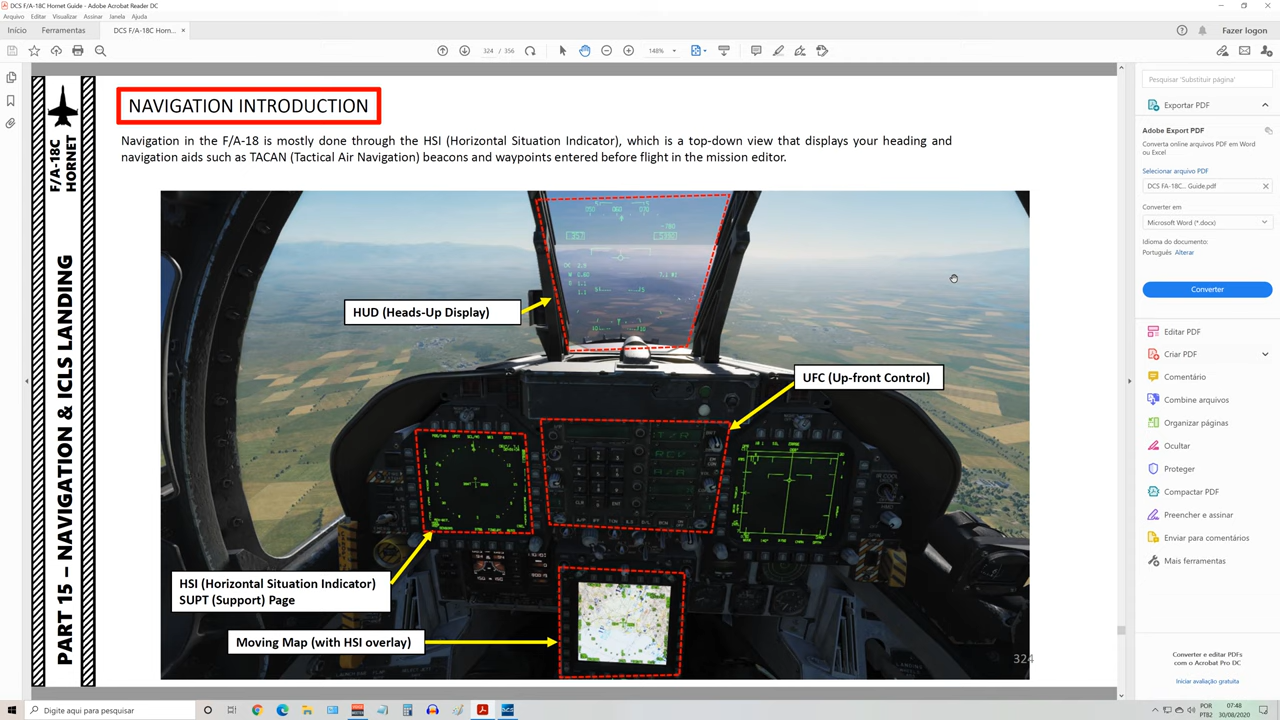 DCS F/A-18C Hornet Guide - Adobe Acrobat Reader DC
Arquivo Editar Visualizar Assinar Janela Ajuda
Início Ferramentas DCS F/A-18C Horn... × Fazer logon
324 / 356 148%
F/A-18C
HORNET
PART 15 – NAVIGATION & ICLS LANDING
NAVIGATION INTRODUCTION
Navigation in the F/A-18 is mostly done through the HSI (Horizontal Situation Indicator), which is a top-down view that displays your heading and
navigation aids such as TACAN (Tactical Air Navigation) beacons and waypoints entered before flight in the mission editor.
HUD (Heads-Up Display)
UFC (Up-front Control)
HSI (Horizontal Situation Indicator)
SUPT (Support) Page
Moving Map (with HSI overlay)
324
Pesquisar 'Substituir página'
Exportar PDF
Adobe Export PDF
Converta online arquivos PDF em Word
ou Excel
Selecionar arquivo PDF
DCS FA-18C... Guide.pdf ×
Converter em
Microsoft Word (*.docx)
Idioma do documento:
Português Alterar
Converter
Editar PDF
Criar PDF
Comentário
Combine arquivos
Organizar páginas
Ocultar
Proteger
Compactar PDF
Preencher e assinar
Enviar para comentários
Mais ferramentas
Converta e editar PDFs
com o Acrobat Pro DC
Iniciar avaliação gratuita
Digite aqui para pesquisar
POR 07:48
PTB2 30/08/2020